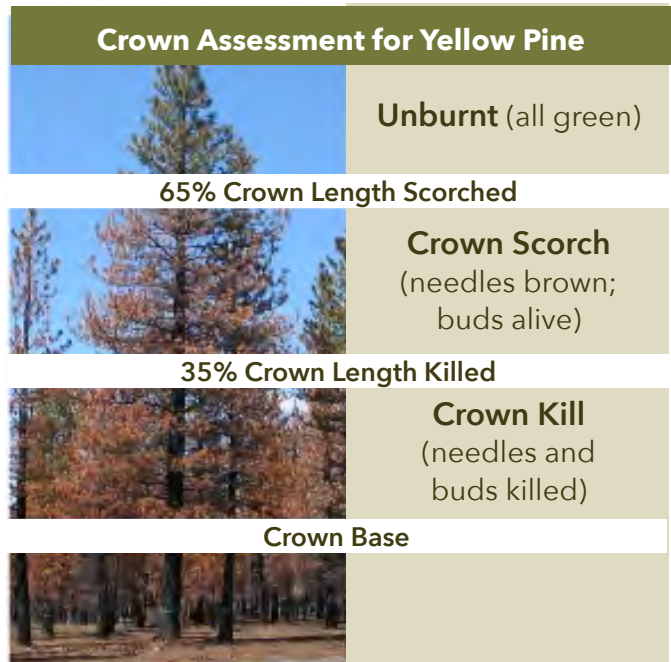 Crown Assessment for Yellow Pine
Unburnt (all green)
65% Crown Length Scorched
Crown Scorch
(needles brown;
buds alive)
35% Crown Length Killed
Crown Kill
(needles and
buds killed)
Crown Base